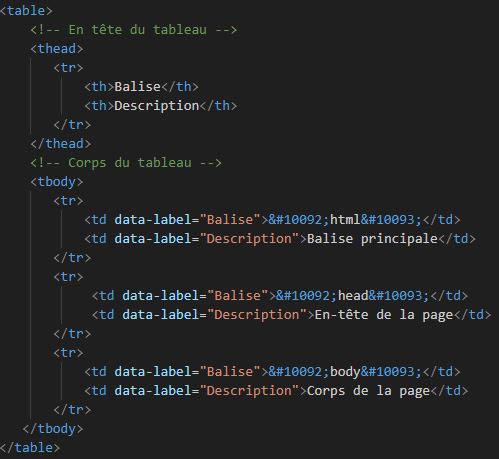 <table>
    <!-- En tête du tableau -->
    <thead>
       <tr>
           <th>Balise</th>
           <th>Description</th>
       </tr>
    </thead>
    <!-- Corps du tableau -->
    <tbody>
       <tr>
           <td data-label="Balise">&#10092;html&#10093;</td>
           <td data-label="Description">Balise principale</td>
       </tr>
       <tr>
            <td data-label="Balise">&#10092;head&#10093;</td>
            <td data-label="Description">En-tête de la page</td>
       </tr>
       <tr>
           <td data-label="Balise">&#10092;body&#10093;</td>
           <td data-label="Description">Corps de la page</td>
       </tr>
   </tbody>
</table>